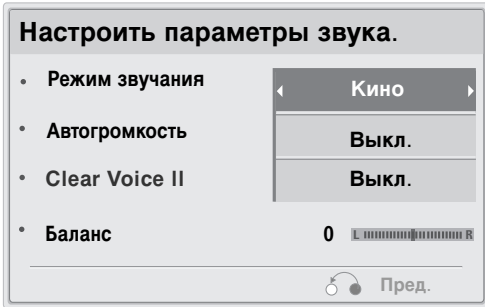 Настроить параметры звука.
• Режим звучания Кино
• Автогромкость Выкл.
• Clear Voice II Выкл.
• Баланс 0 L R
Пред.